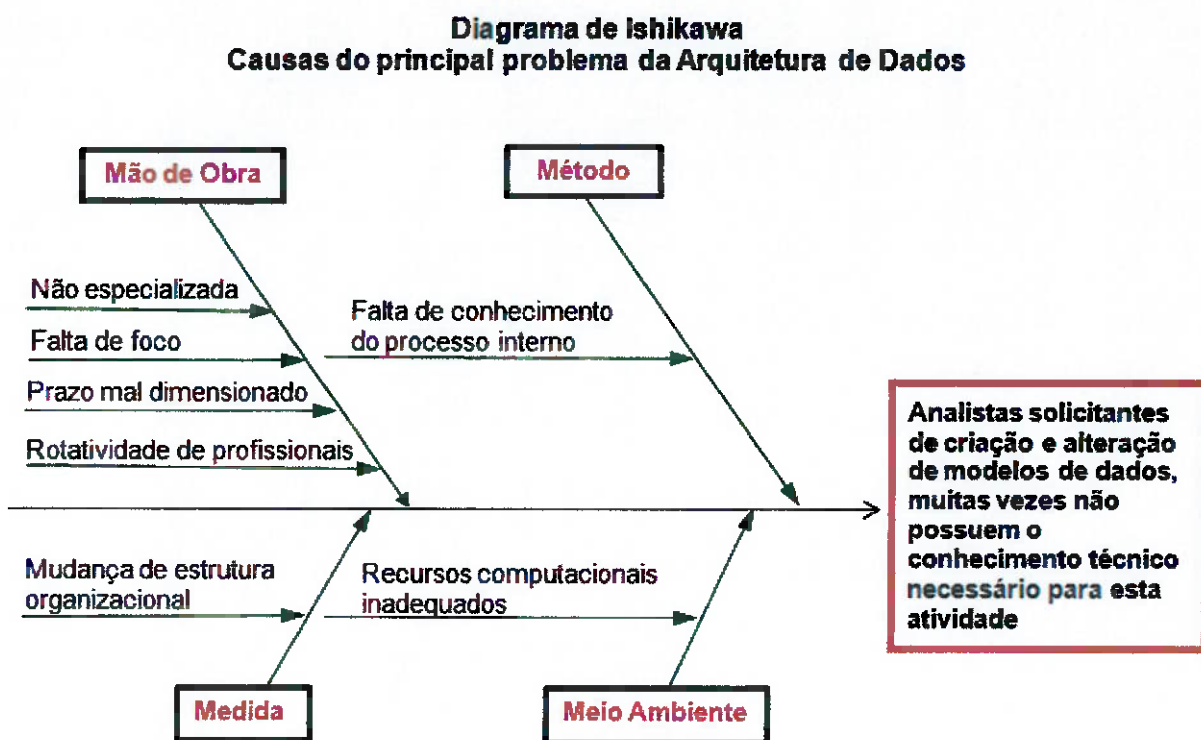 Diagrama de Ishikawa
Causas do principal problema da Arquitetura de Dados
Mão de Obra
Método
Não especializada
Falta de foco
Prazo mal dimensionado
Rotatividade de profissionais
Falta de conhecimento
do processo interno
Analistas solicitantes
de criação e alteração
de modelos de dados,
muitas vezes não
possuem o
conhecimento técnico
necessário para esta
atividade
Mudança de estrutura
organizacional
Recursos computacionais
inadequados
Medida
Meio Ambiente